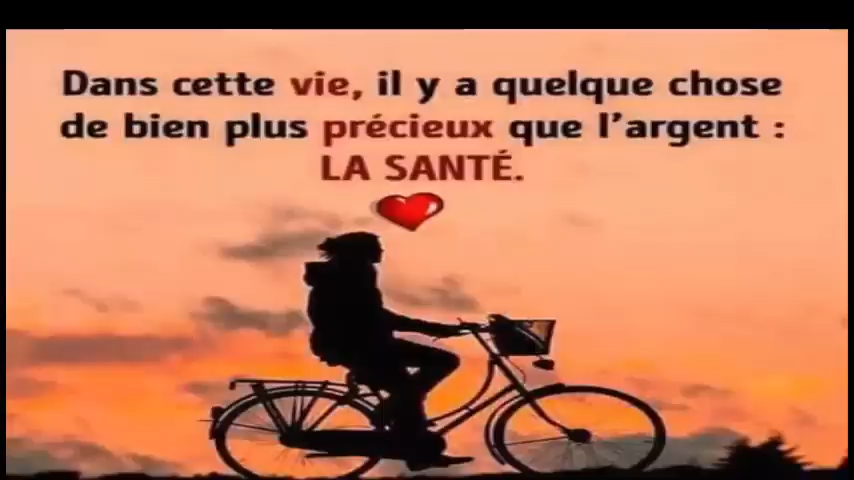 Dans cette vie, il y a quelque chose
de bien plus précieux que l'argent :
LA SANTÉ.